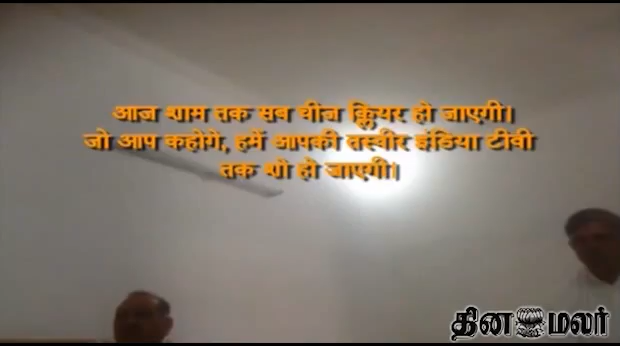 आज शाम तक सब चीज क्लियर हो जाएगी।
जो आप कहोगे, हमें आपकी तस्वीर इंडिया टीवी
तक शो हो जाएगी।
தினமலர்